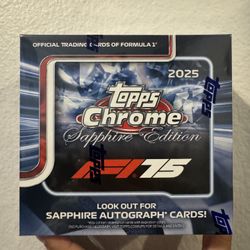 OFFICIAL TRADING CARDS OF FORMULA 1
2025
TOPPS
Chrome
Sapphire Edition
F1 75
LOOK OUT FOR
SAPPHIRE AUTOGRAPH* CARDS!